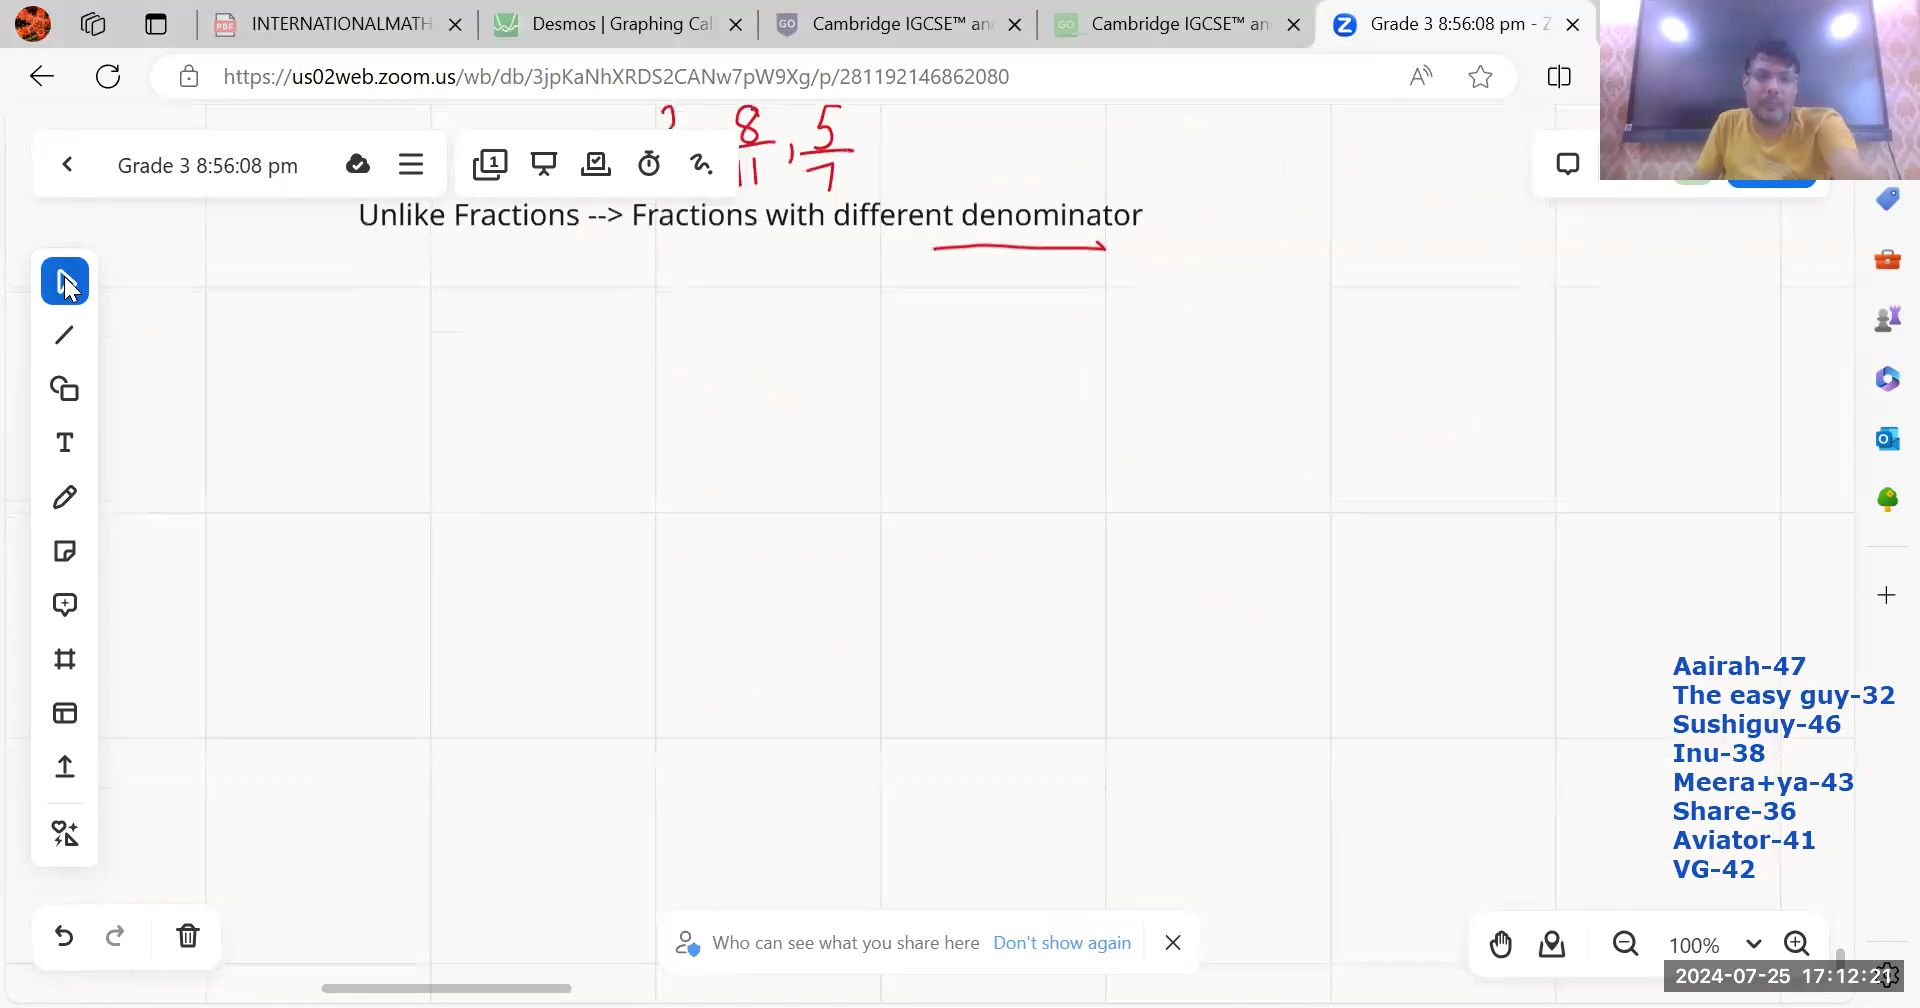 INTERNATIONALMATH
Desmos | Graphing Cal
GO
Cambridge IGCSE™ an
GO
Cambridge IGCSE™ an
Grade 3 8:56:08 pm - Z
https://us02web.zoom.us/wb/db/3jpKaNhXRDS2CANw7pW9Xg/p/281192146862080
8/11 , 5/7
Grade 3 8:56:08 pm
1
Unlike Fractions --> Fractions with different denominator
Aairah-47
The easy guy-32
Sushiguy-46
Inu-38
Meera+ya-43
Share-36
Aviator-41
VG-42
Who can see what you share here Don't show again
100%
2024-07-25 17:12:21